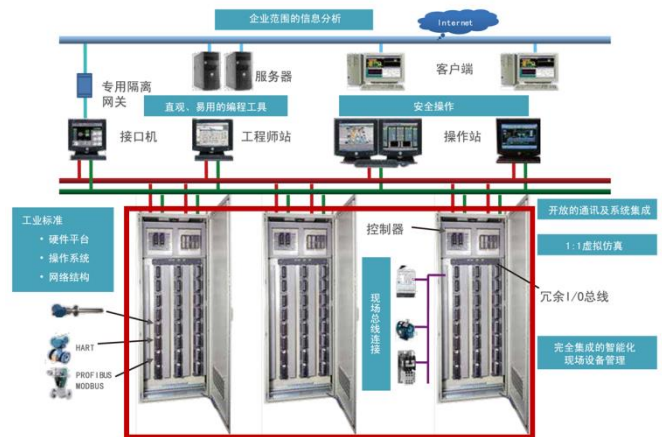 企业范围的信息分析
Internet
专用隔离
网关
服务器
客户端
直观、易用的编程工具
安全操作
接口机
工程师站
操作站
工业标准
• 硬件平台
• 操作系统
• 网络结构
控制器
开放的通讯及系统集成
1:1虚拟仿真
冗余I/O总线
现场总线连接
完全集成的智能化
现场设备管理
HART
PROFIBUS
MODBUS